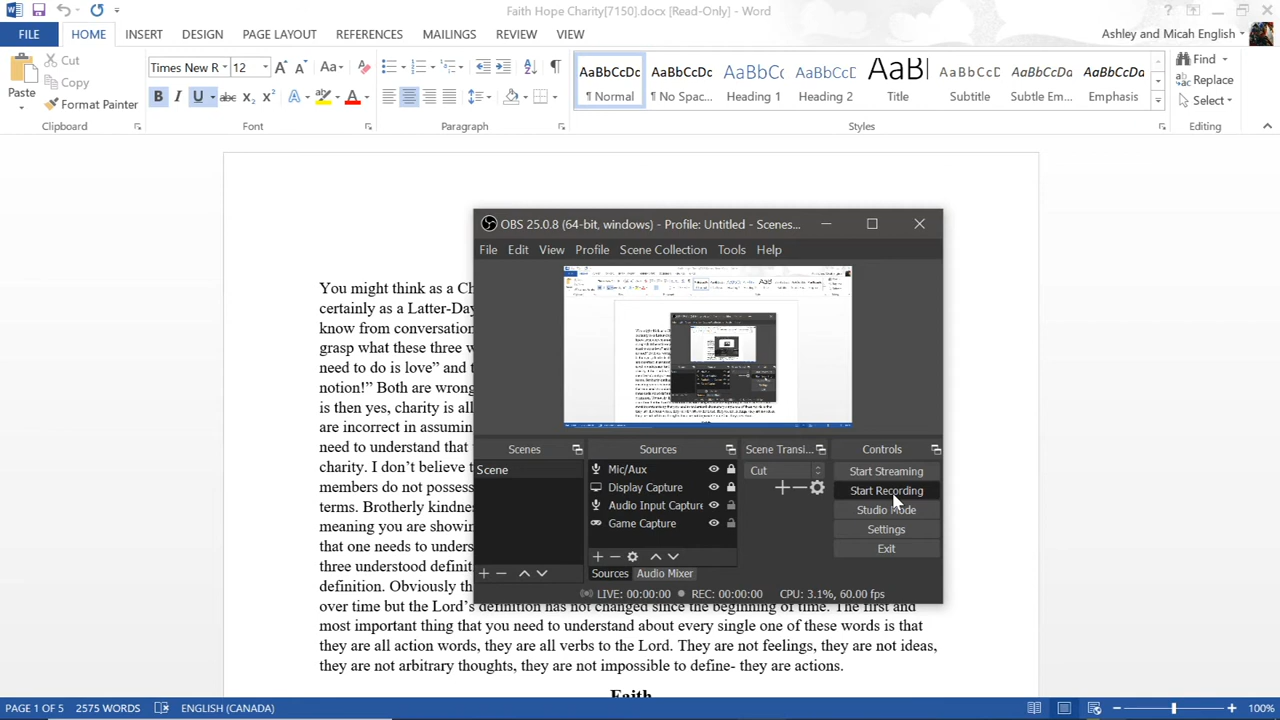 Faith Hope Charity[7150].docx [Read-Only] - Word
FILE HOME INSERT DESIGN PAGE LAYOUT REFERENCES MAILINGS REVIEW VIEW Ashley and Micah English
Cut
Copy
Format Painter
Paste
Times New R 12
AaBbCcDc AaBbCcDc AaBbCc AaBbCc AaB AaBbCcD AaBbCcDc AaBbCcDc
¶ Normal ¶ No Spac... Heading 1 Heading 2 Title Subtitle Subtle Em... Emphasis
Find
Replace
Select
Clipboard Font Paragraph Styles Editing
OBS 25.0.8 (64-bit, windows) - Profile: Untitled - Scenes...
File Edit View Profile Scene Collection Tools Help
Scenes Sources Scene Transi... Controls
Scene
Mic/Aux
Display Capture
Audio Input Capture
Game Capture
Cut
Start Streaming
Start Recording
Studio Mode
Settings
Exit
Sources Audio Mixer
LIVE: 00:00:00 REC: 00:00:00 CPU: 3.1%, 60.00 fps
You might think as a Ch
certainly as a Latter-Day
know from conversation
grasp what these three w
need to do is love” and t
notion!” Both are wrong
is then yes, charity is all
are incorrect in assumin
need to understand that
charity. I don’t believe t
members do not possess
terms. Brotherly kindnes
meaning you are showin
that one needs to unders
three understood definiti
definition. Obviously th
over time but the Lord’s definition has not changed since the beginning of time. The first and
most important thing that you need to understand about every single one of these words is that
they are all action words, they are all verbs to the Lord. They are not feelings, they are not ideas,
they are not arbitrary thoughts, they are not impossible to define- they are actions.
Faith
PAGE 1 OF 5 2575 WORDS ENGLISH (CANADA) 100%